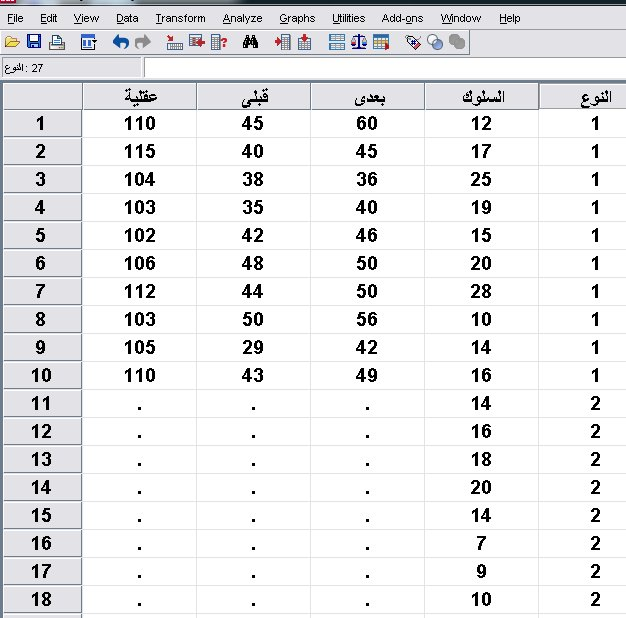 File Edit View Data Transform Analyze Graphs Utilities Add-ons Window Help
27 : النوع
عقلية قبلى بعدى السلوك النوع
1 110 45 60 12 1
2 115 40 45 17 1
3 104 38 36 25 1
4 103 35 40 19 1
5 102 42 46 15 1
6 106 48 50 20 1
7 112 44 50 28 1
8 103 50 56 10 1
9 105 29 42 14 1
10 110 43 49 16 1
11 . . . 14 2
12 . . . 16 2
13 . . . 18 2
14 . . . 20 2
15 . . . 14 2
16 . . . 7 2
17 . . . 9 2
18 . . . 10 2